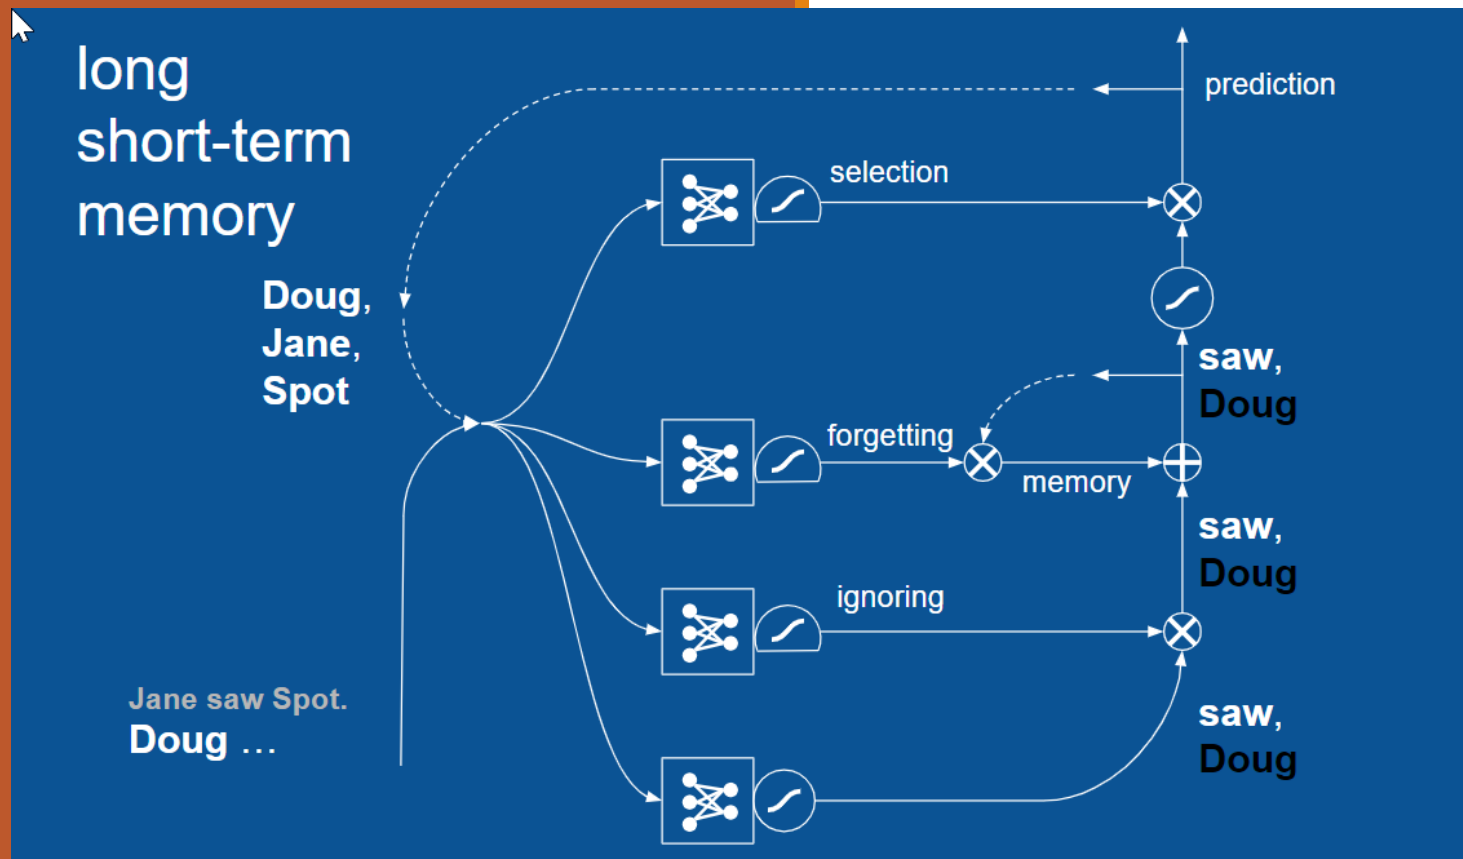 long
short-term
memory
prediction
selection
Doug,
Jane,
Spot
saw,
Doug
forgetting
memory
saw,
Doug
ignoring
Jane saw Spot.
Doug ...
saw,
Doug